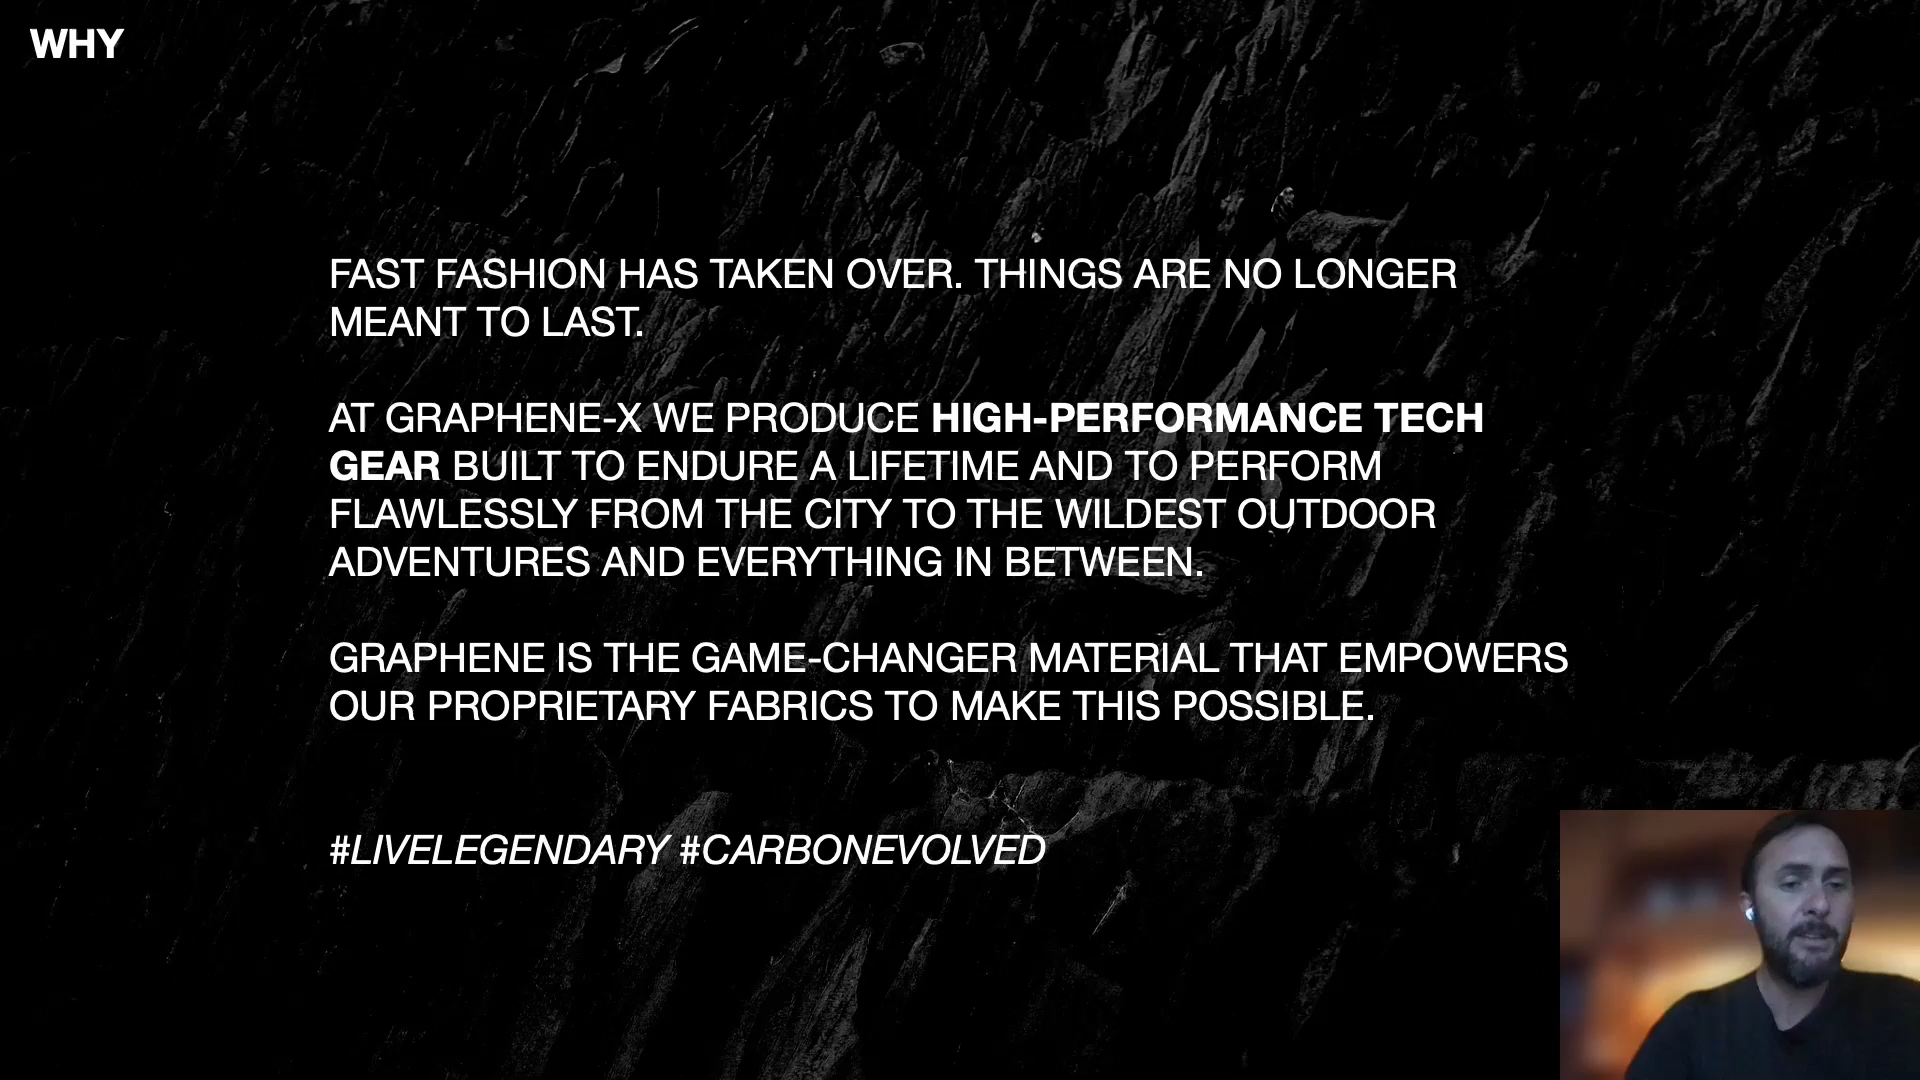 WHY
FAST FASHION HAS TAKEN OVER. THINGS ARE NO LONGER
MEANT TO LAST.
AT GRAPHENE-X WE PRODUCE HIGH-PERFORMANCE TECH
GEAR BUILT TO ENDURE A LIFETIME AND TO PERFORM
FLAWLESSLY FROM THE CITY TO THE WILDEST OUTDOOR
ADVENTURES AND EVERYTHING IN BETWEEN.
GRAPHENE IS THE GAME-CHANGER MATERIAL THAT EMPOWERS
OUR PROPRIETARY FABRICS TO MAKE THIS POSSIBLE.
#LIVELEGENDARY #CARBONEVOLVED